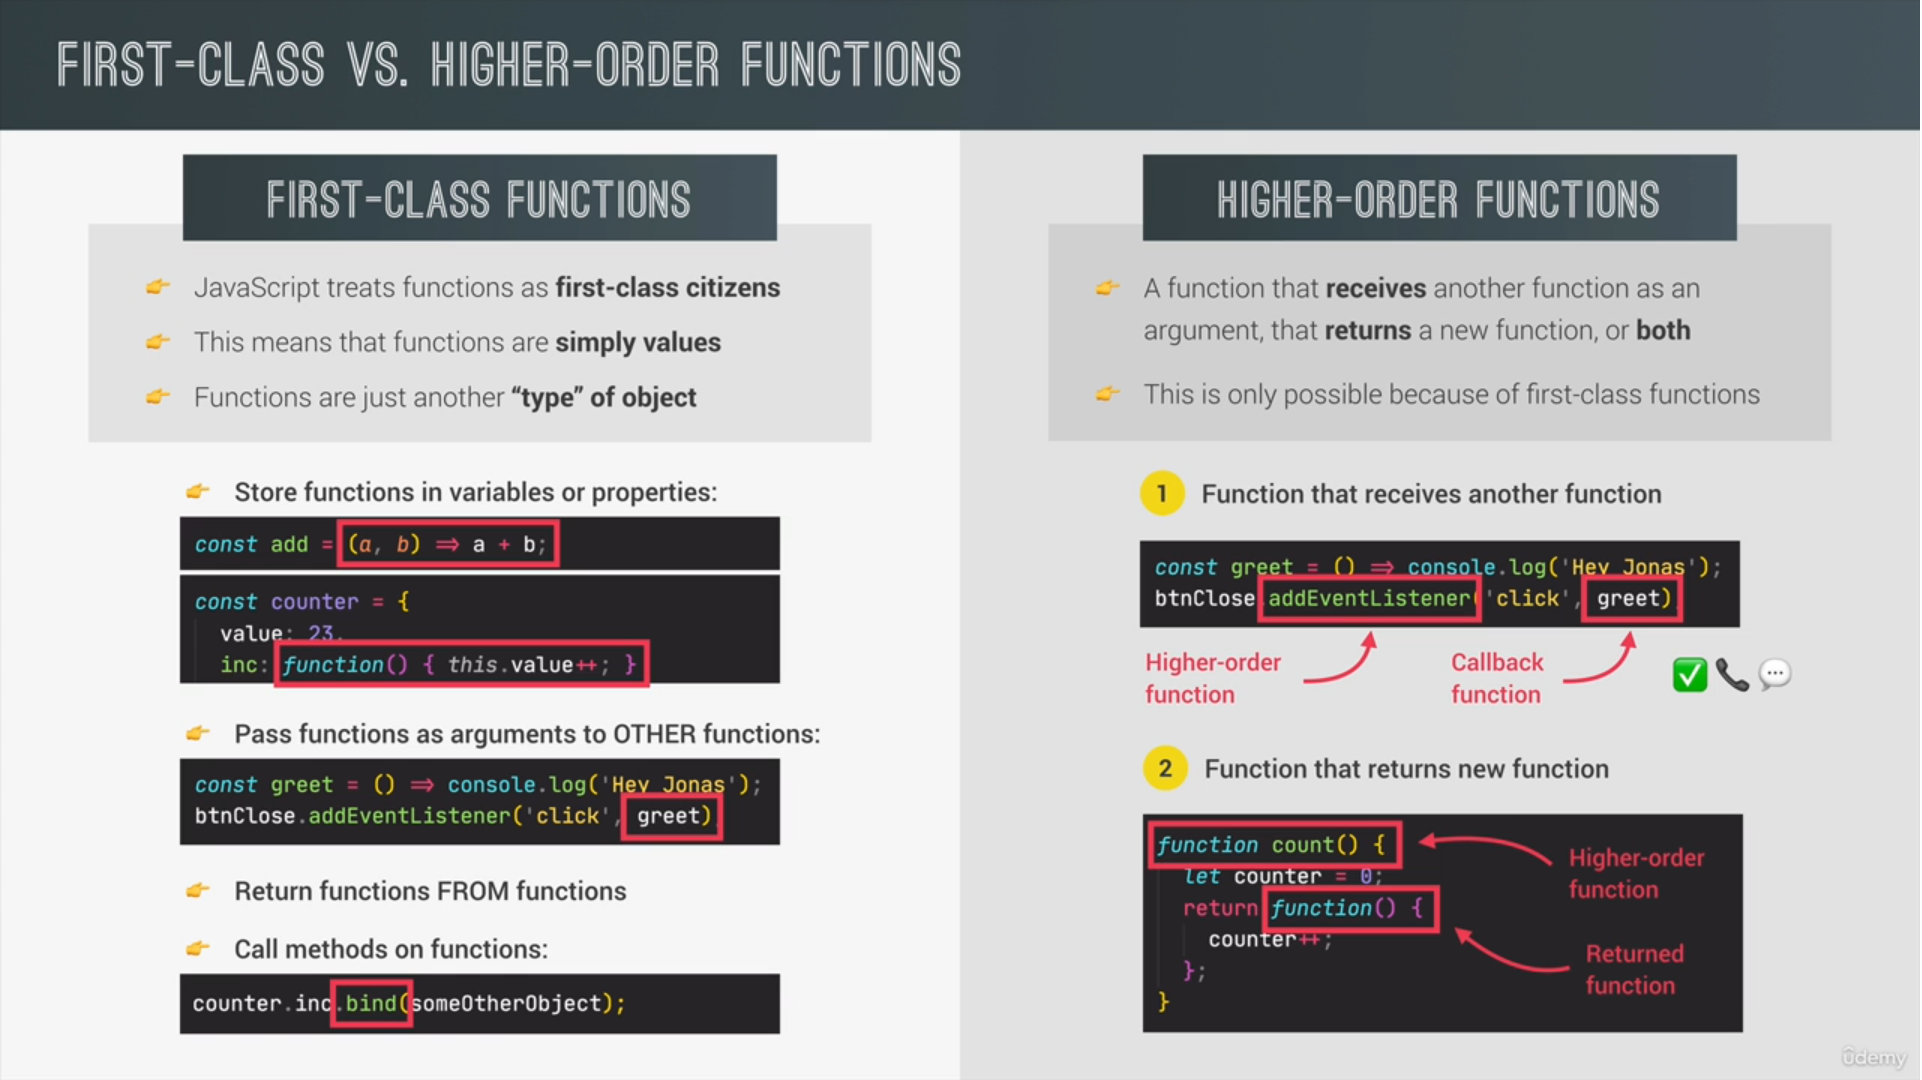 FIRST-CLASS VS. HIGHER-ORDER FUNCTIONS
FIRST-CLASS FUNCTIONS
JavaScript treats functions as first-class citizens
This means that functions are simply values
Functions are just another “type” of object
Store functions in variables or properties:
const add = (a, b) => a + b;
const counter = {
value: 23,
inc: function() { this.value++; }
Pass functions as arguments to OTHER functions:
const greet = () => console.log('Hey Jonas');
btnClose.addEventListener('click', greet)
Return functions FROM functions
Call methods on functions:
counter.inc.bind(someOtherObject);
HIGHER-ORDER FUNCTIONS
A function that receives another function as an
argument, that returns a new function, or both
This is only possible because of first-class functions
1 Function that receives another function
const greet = () => console.log('Hey Jonas');
btnClose.addEventListener('click', greet)
Higher-order
function
Callback
function
2 Function that returns new function
function count() {
let counter = 0;
return function() {
counter++;
};
}
Higher-order
function
Returned
function
ûdemy